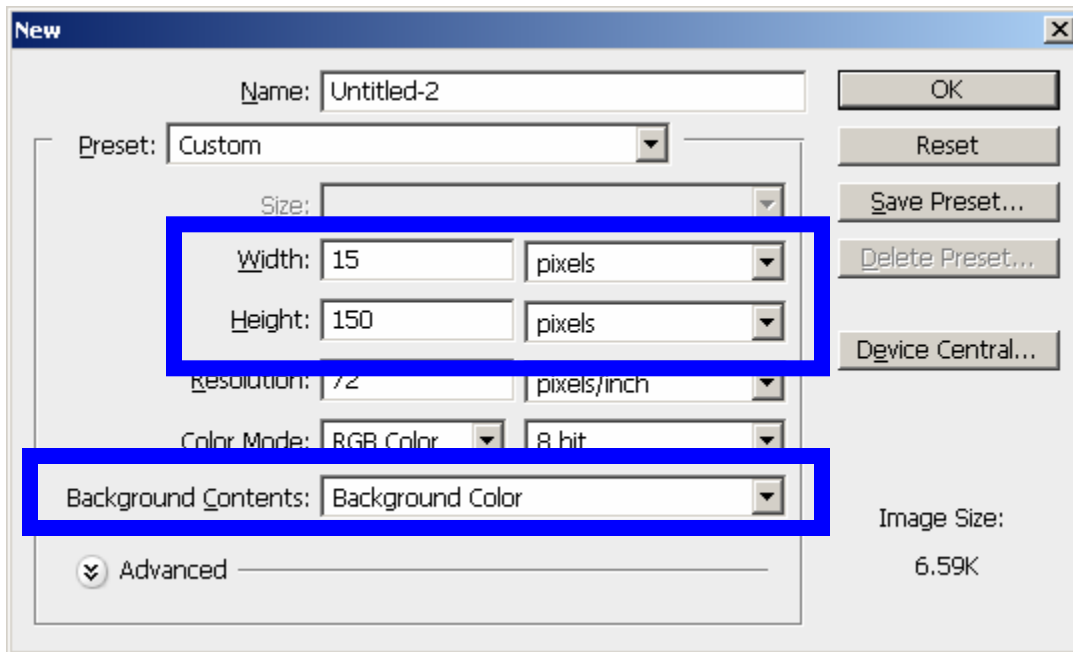 New
Name: Untitled-2
OK
Preset: Custom
Reset
Size:
Save Preset...
Width: 15 pixels
Delete Preset...
Height: 150 pixels
Device Central...
Resolution: 72 pixels/inch
Color Mode: RGB Color 8 bit
Background Contents: Background Color
Image Size:
Advanced
6.59K